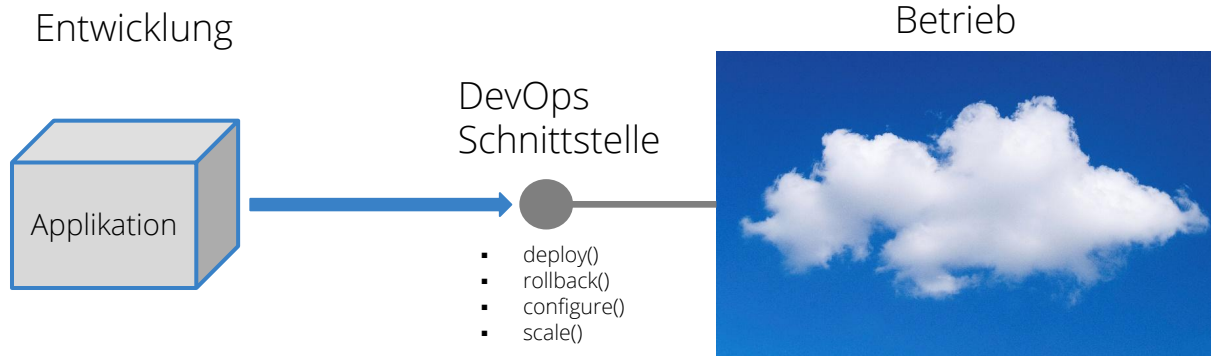 Entwicklung
Betrieb
DevOps
Schnittstelle
Applikation
▪ deploy()
▪ rollback()
▪ configure()
▪ scale()